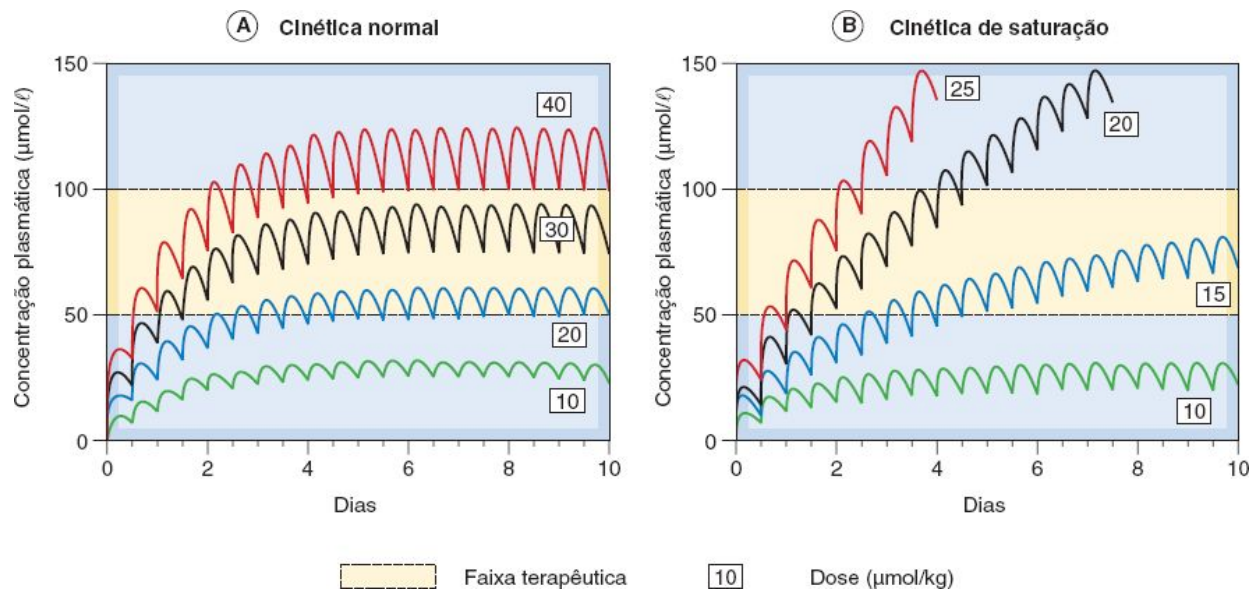 A Cinética normal
Concentração plasmática (μmol/ℓ)
150
100
50
0
40
30
20
10
0 2 4 6 8 10
Dias
B Cinética de saturação
Concentração plasmática (μmol/ℓ)
150
100
50
0
25
20
15
10
0 2 4 6 8 10
Dias
Faixa terapêutica
10 Dose (μmol/kg)